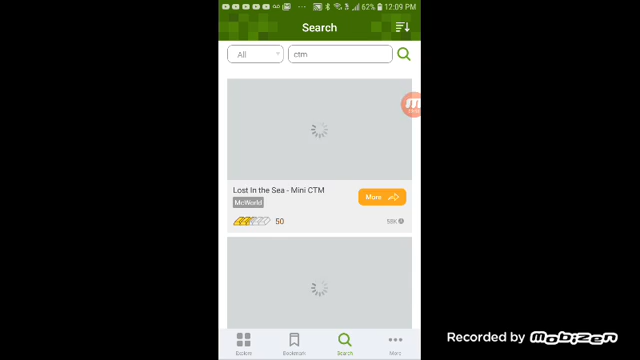 62% 12:09 PM
Search
All
ctm
Lost In the Sea - Mini CTM
McWorld
More
50
58K
Explore
Bookmark
Search
More
Recorded by mobizen